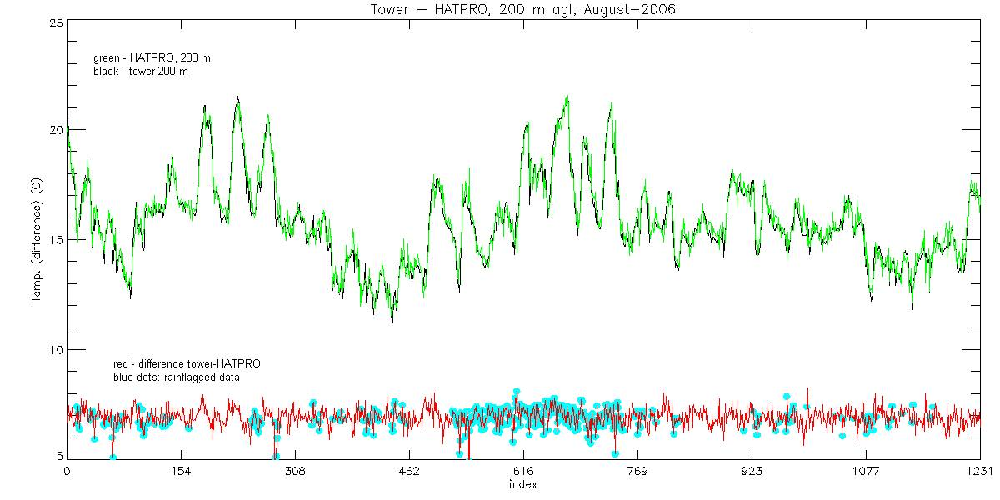 Tower – HATPRO, 200 m agl, August–2006
25
green - HATPRO, 200 m
black - tower 200 m
20
Temp. (difference) (C)
15
10
red - difference tower-HATPRO
blue dots: rainflagged data
5
0 154 308 462 616 769 923 1077 1231
index